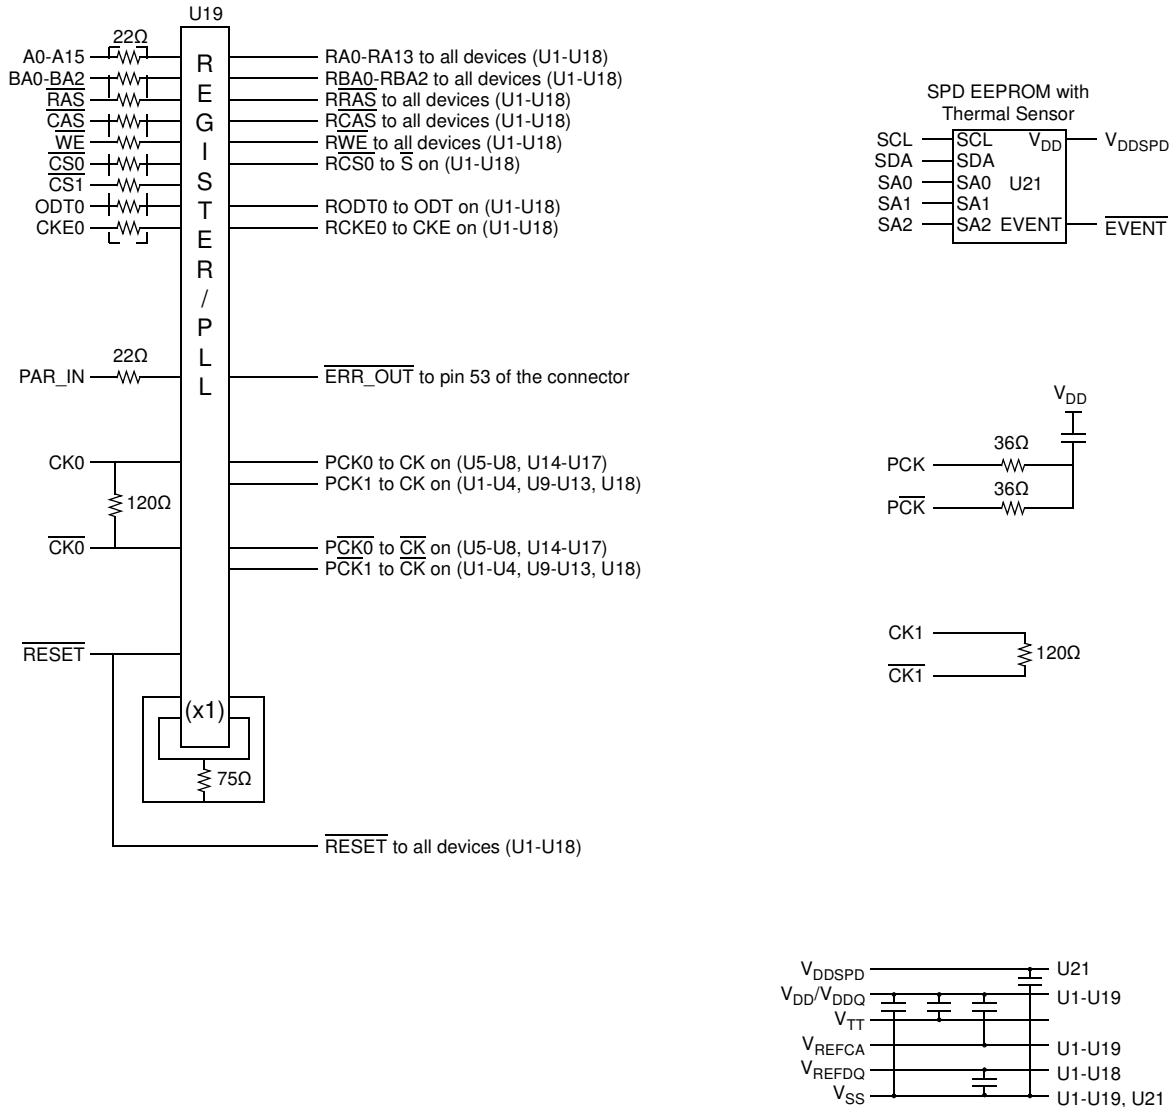 U19
22Ω
A0-A15
BA0-BA2
RAS
CAS
WE
CS0
CS1
ODT0
CKE0
REGISTER/PLL
RA0-RA13 to all devices (U1-U18)
RBA0-RBA2 to all devices (U1-U18)
RRAS to all devices (U1-U18)
RCAS to all devices (U1-U18)
RWE to all devices (U1-U18)
RCS0 to S on (U1-U18)
RODT0 to ODT on (U1-U18)
RCKE0 to CKE on (U1-U18)
22Ω
PAR_IN
ERR_OUT to pin 53 of the connector
CK0
120Ω
CK0
PCK0 to CK on (U5-U8, U14-U17)
PCK1 to CK on (U1-U4, U9-U13, U18)
PCK0 to CK on (U5-U8, U14-U17)
PCK1 to CK on (U1-U4, U9-U13, U18)
RESET
(x1)
75Ω
RESET to all devices (U1-U18)
SPD EEPROM with
Thermal Sensor
SCL SCL VDD VDDSPD
SDA SDA
SA0 SA0 U21
SA1 SA1
SA2 SA2 EVENT EVENT
VDD
36Ω
PCK
36Ω
PCK
CK1
120Ω
CK1
VDDSPD U21
VDD/VDDQ U1-U19
VTT
VREFCA U1-U19
VREFDQ U1-U18
VSS U1-U19, U21